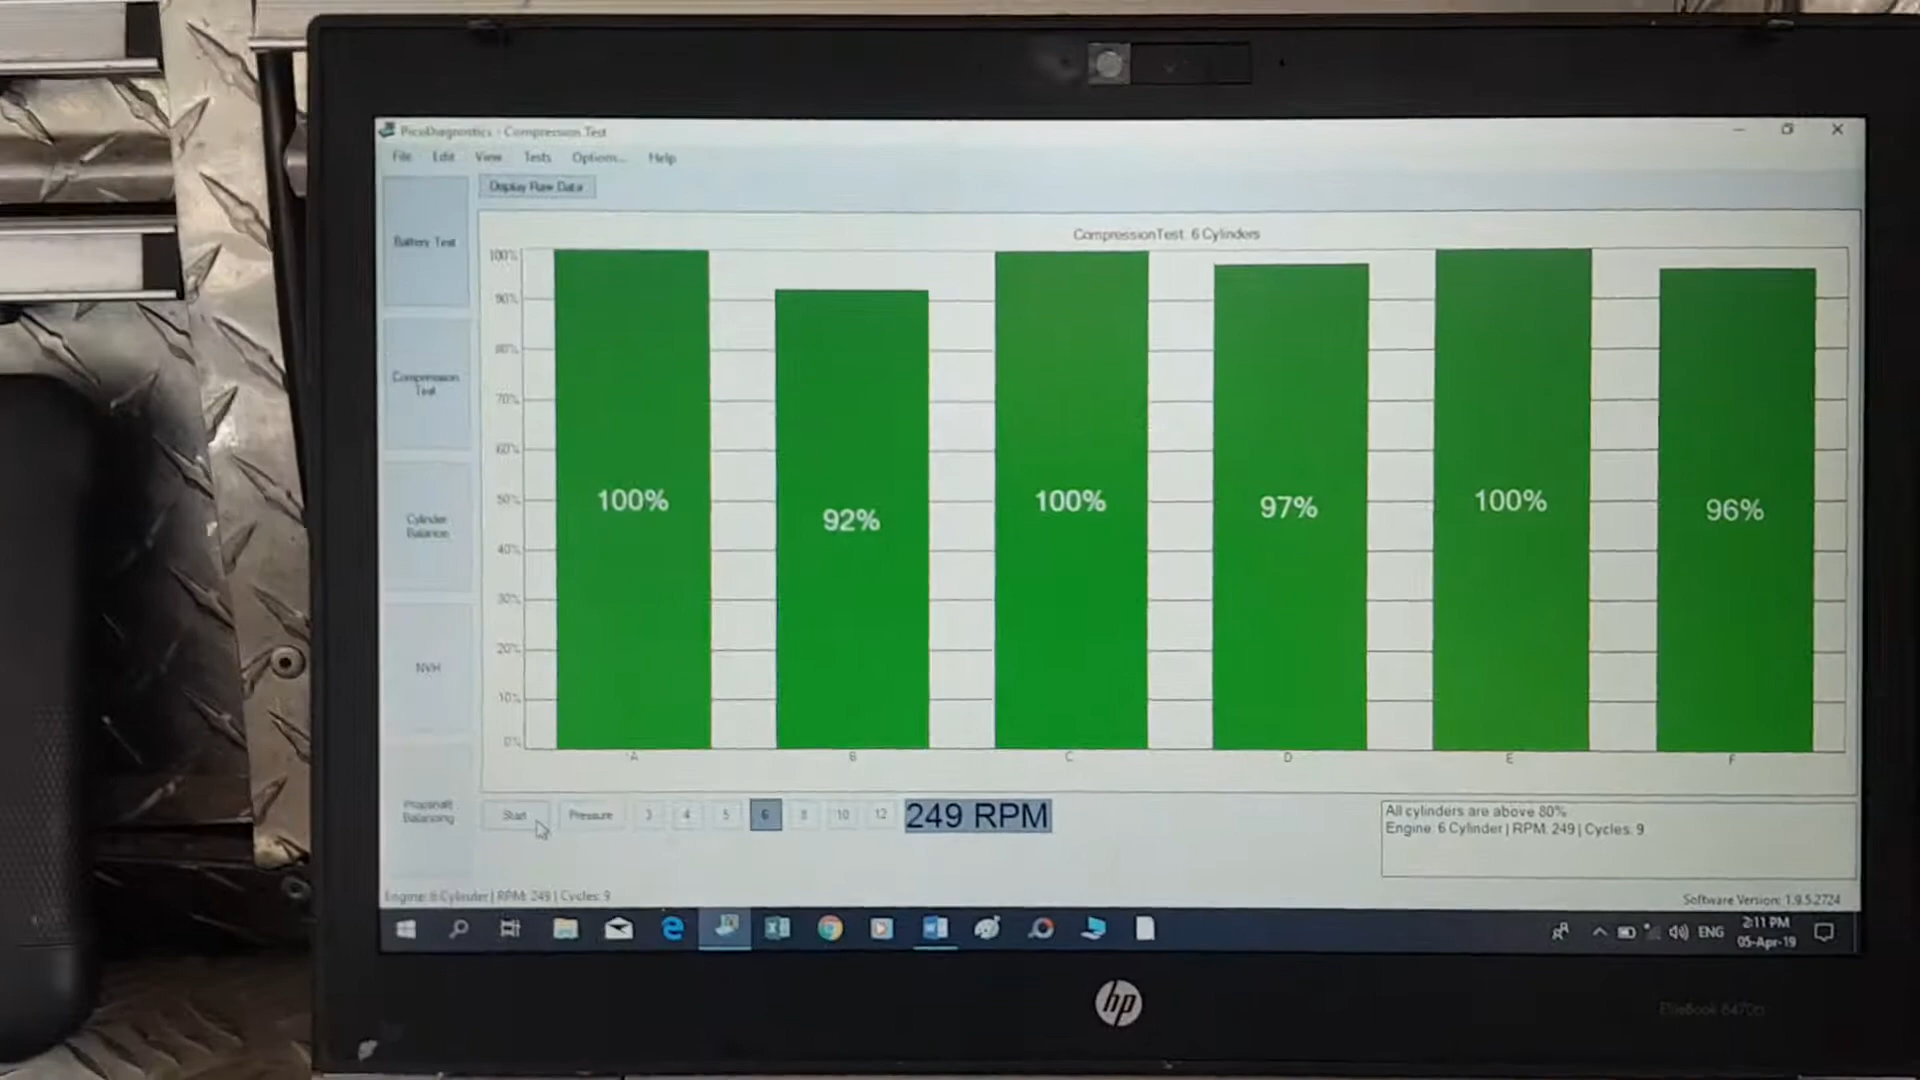 PicoDiagnostics - Compression Test
File Edit View Tests Options... Help
Display Raw Data
Battery Test
Compression
Test
Cylinder
Balance
NVH
Propshaft
Balancing
CompressionTest: 6 Cylinders
100%
90%
80%
70%
60%
50%
40%
30%
20%
10%
0%
100%
92%
100%
97%
100%
96%
A B C D E F
Start Pressure 3 4 5 6 8 10 12 249 RPM
All cylinders are above 80%
Engine: 6 Cylinder | RPM: 249 | Cycles: 9
Engine: 6 Cylinder | RPM: 249 | Cycles: 9
Software Version: 1.9.5.2724
ENG
2:11 PM
05-Apr-19
hp
EliteBook 8470p